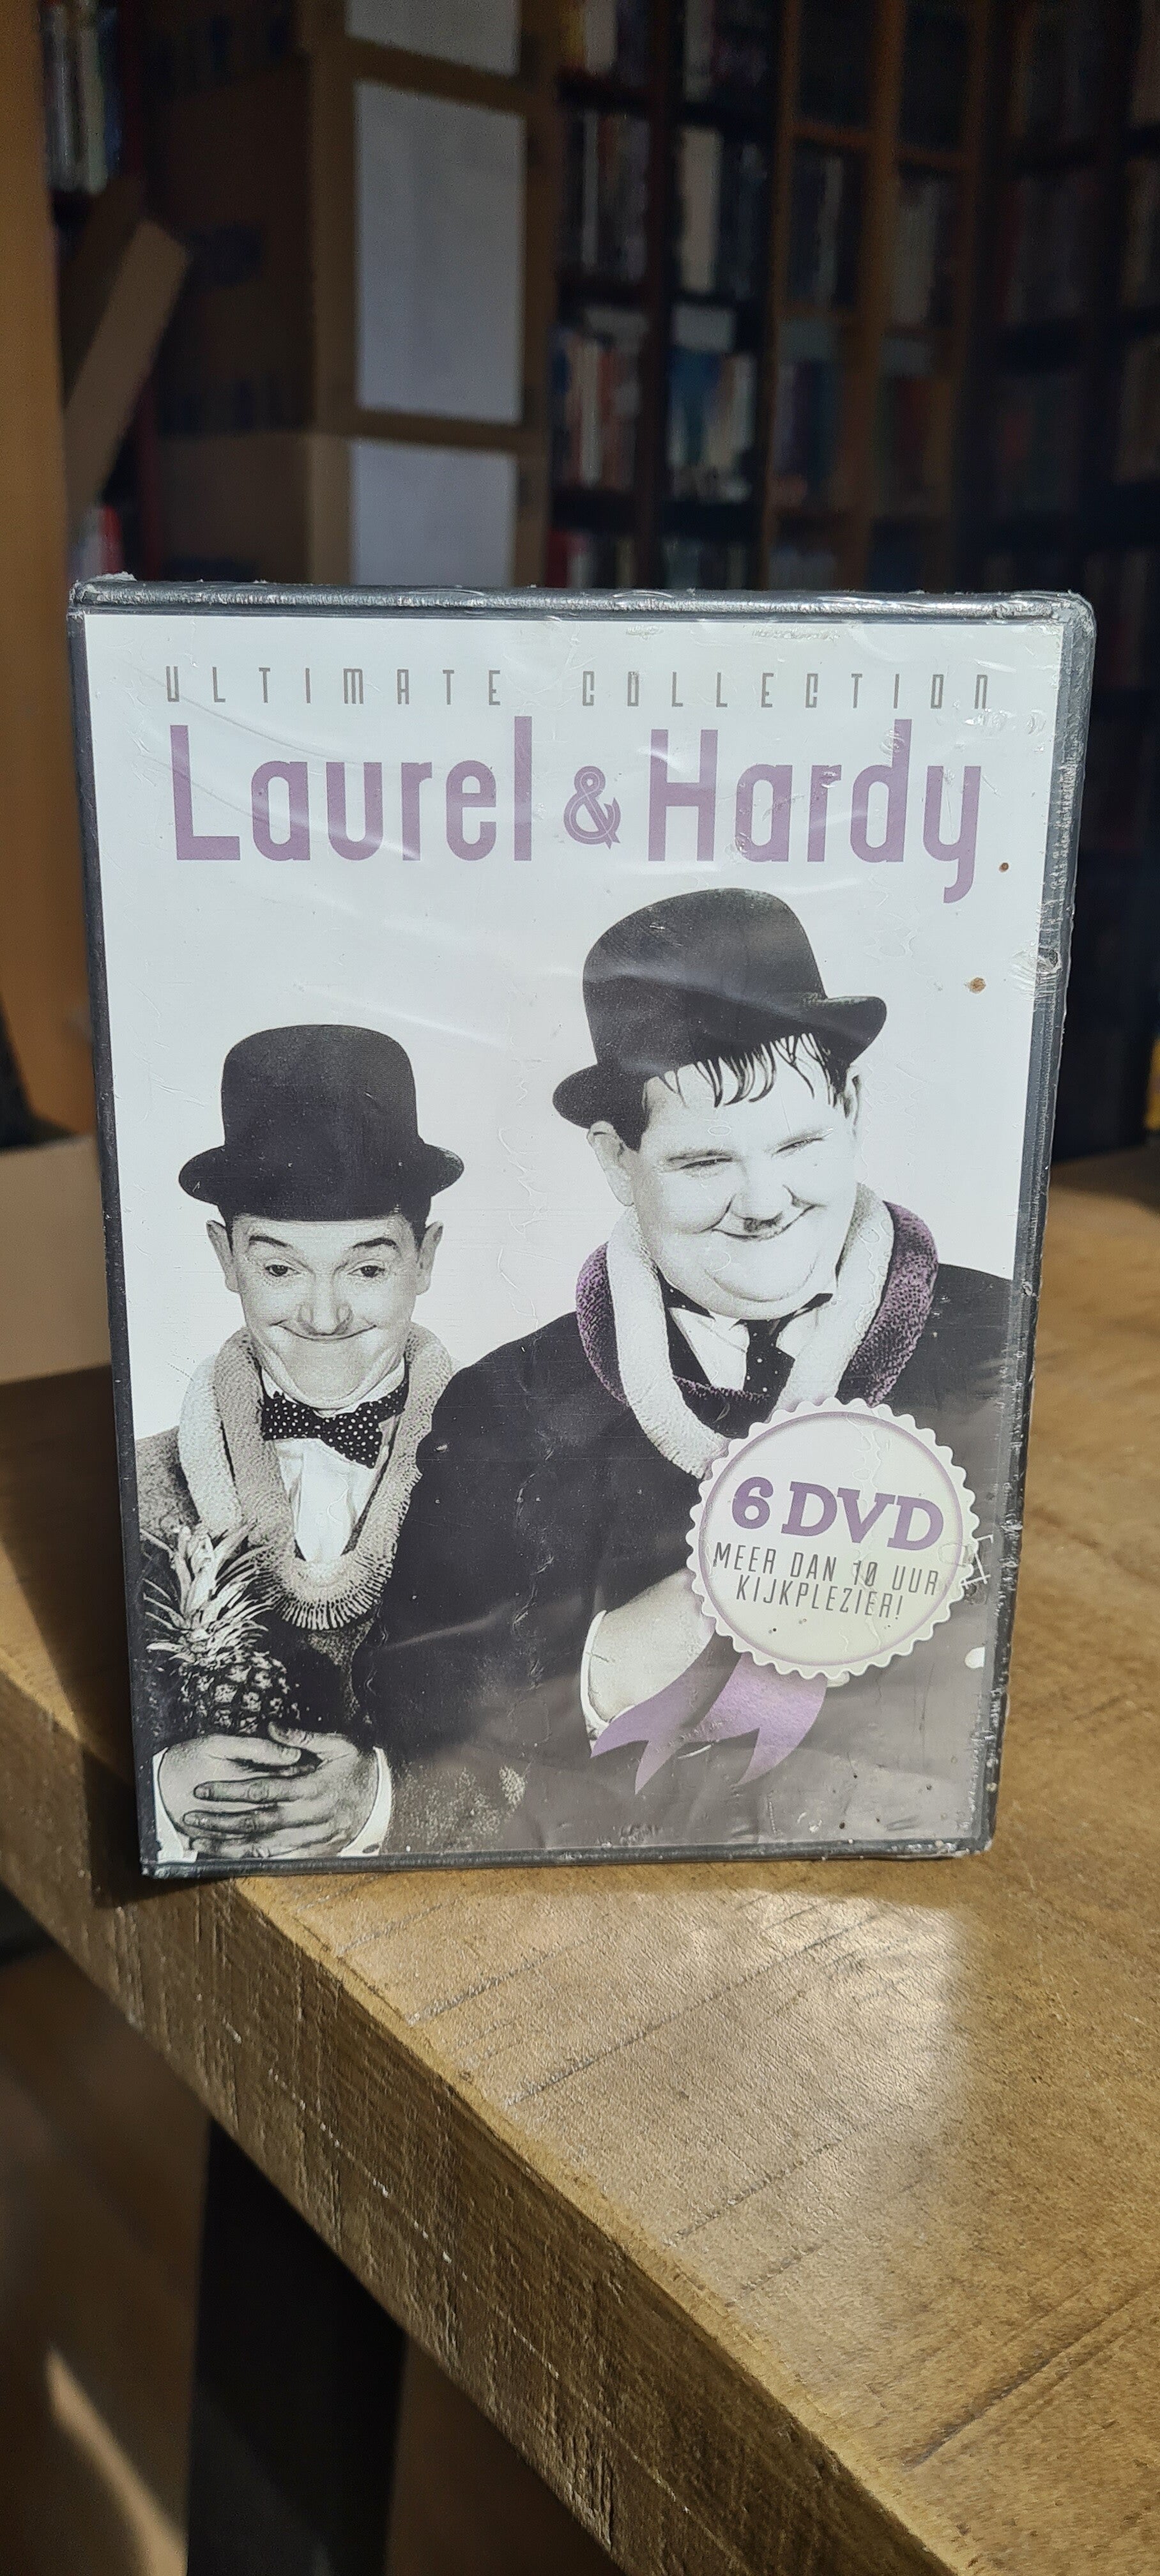 ULTIMATE COLLECTION
Laurel & Hardy
6 DVD
MEER DAN 10 UUR
KIJKPLEZIER!